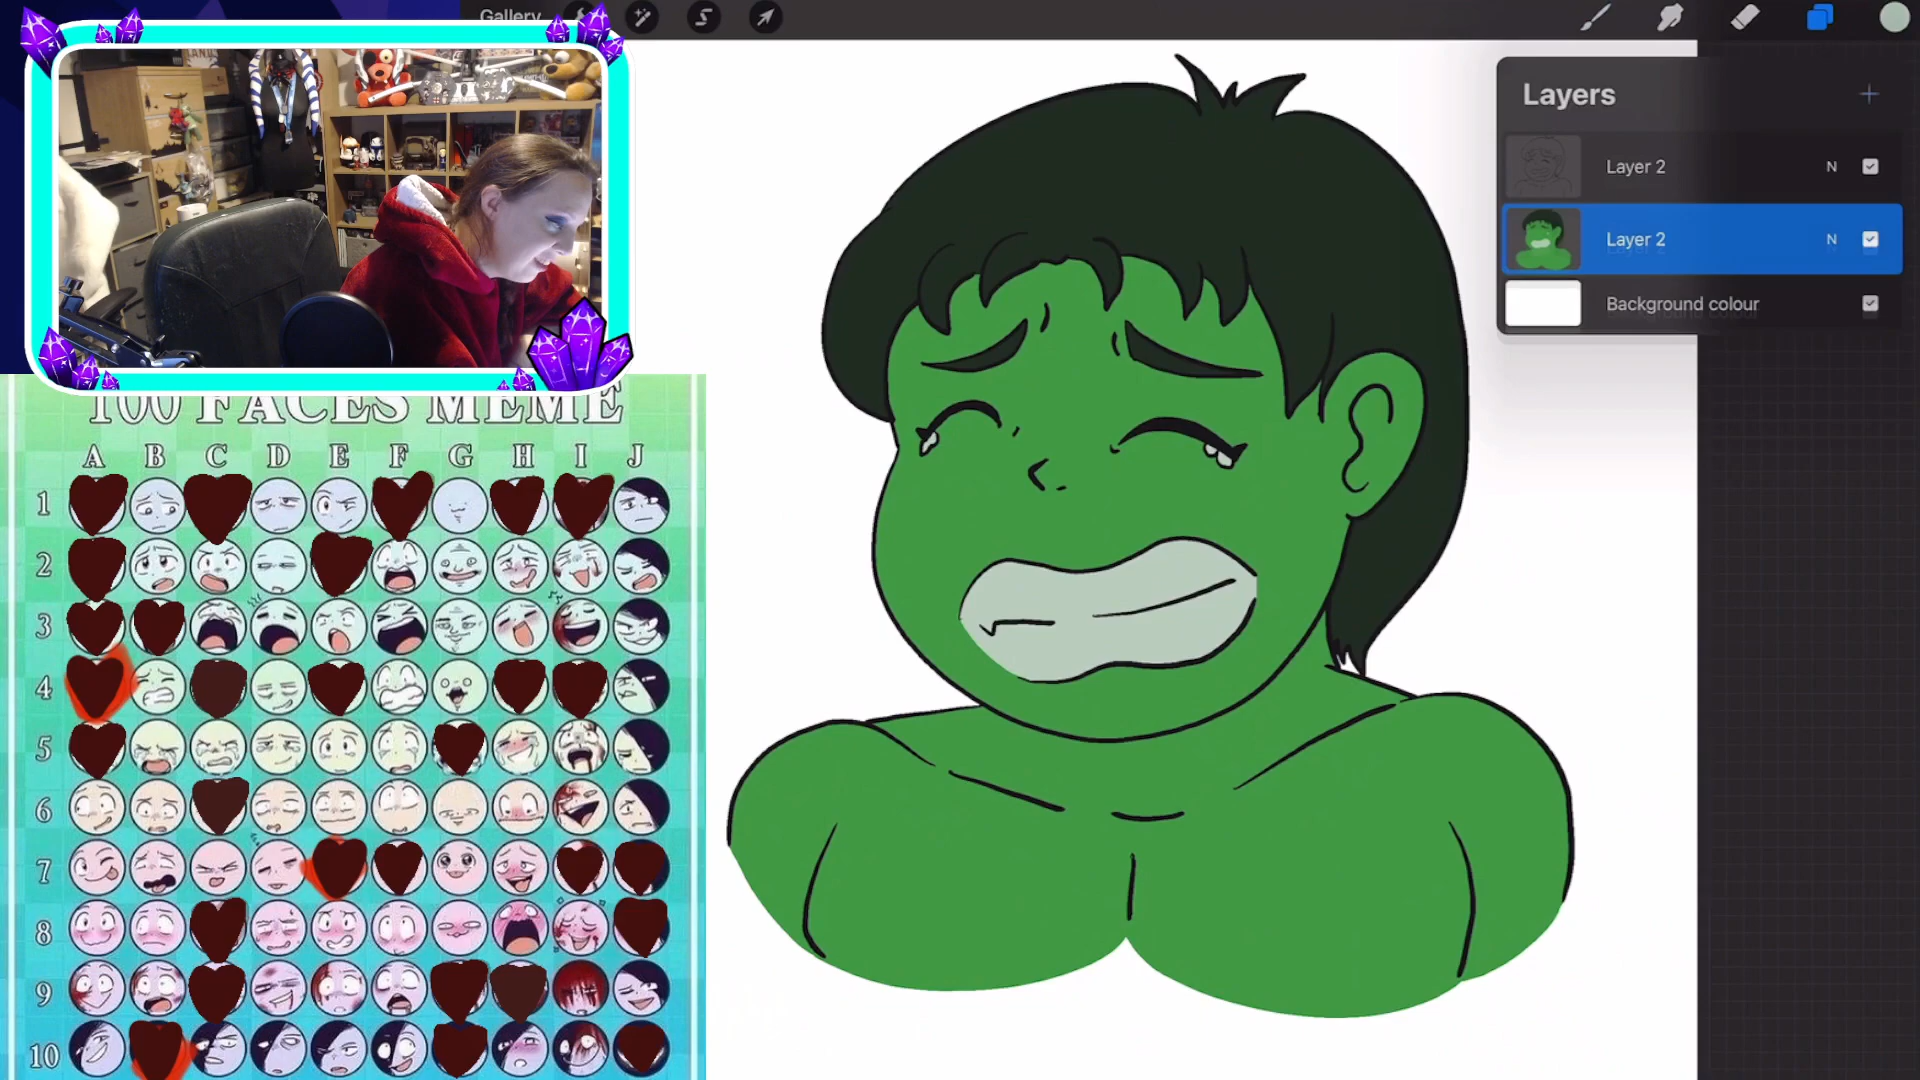 Gallery
Layers
Layer 2
N
Layer 2
N
Background colour
100 FACES MEME
A B C D E F G H I J
1
2
3
4
5
6
7
8
9
10